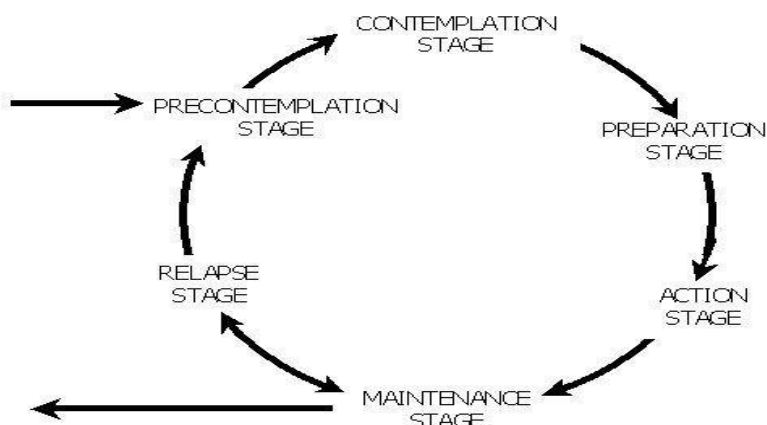 CONTEMPLATION
STAGE
PRECONTEMPLATION
STAGE
PREPARATION
STAGE
RELAPSE
STAGE
ACTION
STAGE
MAINTENANCE
STAGE